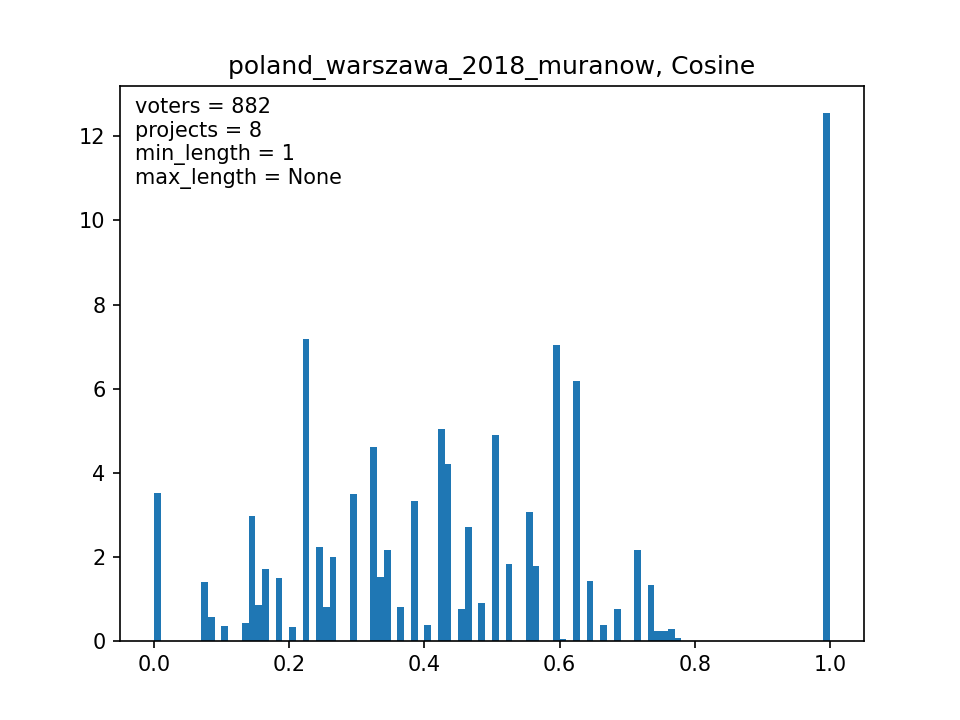 poland_warszawa_2018_muranow, Cosine
voters = 882
projects = 8
min_length = 1
max_length = None
12
10
8
6
4
2
0
0.0 0.2 0.4 0.6 0.8 1.0